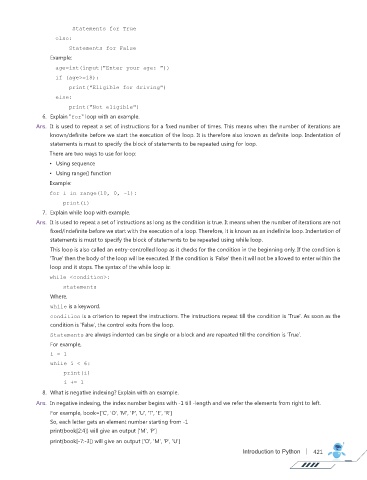 Statements for True
else:
Statements for False
Example:
age=int(input("Enter your age: "))
if (age>=18):
print("Eligible for driving")
else:
print("Not eligible")
6. Explain "for" loop with an example.
Ans. It is used to repeat a set of instructions for a fixed number of times. This means when the number of iterations are
known/definite before we start the execution of the loop. It is therefore also known as definite loop. Indentation of
statements is must to specify the block of statements to be repeated using for loop.
There are two ways to use for loop:
• Using sequence
• Using range() function
Example:
for i in range(10, 0, -1):
print(i)
7. Explain while loop with example.
Ans. It is used to repeat a set of instructions as long as the condition is true. It means when the number of iterations are not
fixed/indefinite before we start with the execution of a loop. Therefore, it is known as an indefinite loop. Indentation of
statements is must to specify the block of statements to be repeated using while loop.
This loop is also called an entry-controlled loop as it checks for the condition in the beginning only. If the condition is
'True' then the body of the loop will be executed. If the condition is 'False' then it will not be allowed to enter within the
loop and it stops. The syntax of the while loop is:
while <condition>:
statements
Where,
while is a keyword.
condition is a criterion to repeat the instructions. The instructions repeat till the condition is 'True'. As soon as the
condition is 'False', the control exits from the loop.
Statements are always indented can be single or a block and are repeated till the condition is 'True'.
For example,
i = 1
while i < 6:
print(i)
i += 1
8. What is negative indexing? Explain with an example.
Ans. In negative indexing, the index number begins with -1 till -length and we refer the elements from right to left.
For example, book=['C', 'O', 'M', 'P', 'U', 'T', 'E', 'R']
So, each letter gets an element number starting from -1
print(book[2:4]) will give an output ['M', 'P']
print(book[-7:-3]) will give an output ['O', 'M', 'P', 'U']
Introduction to Python | 421